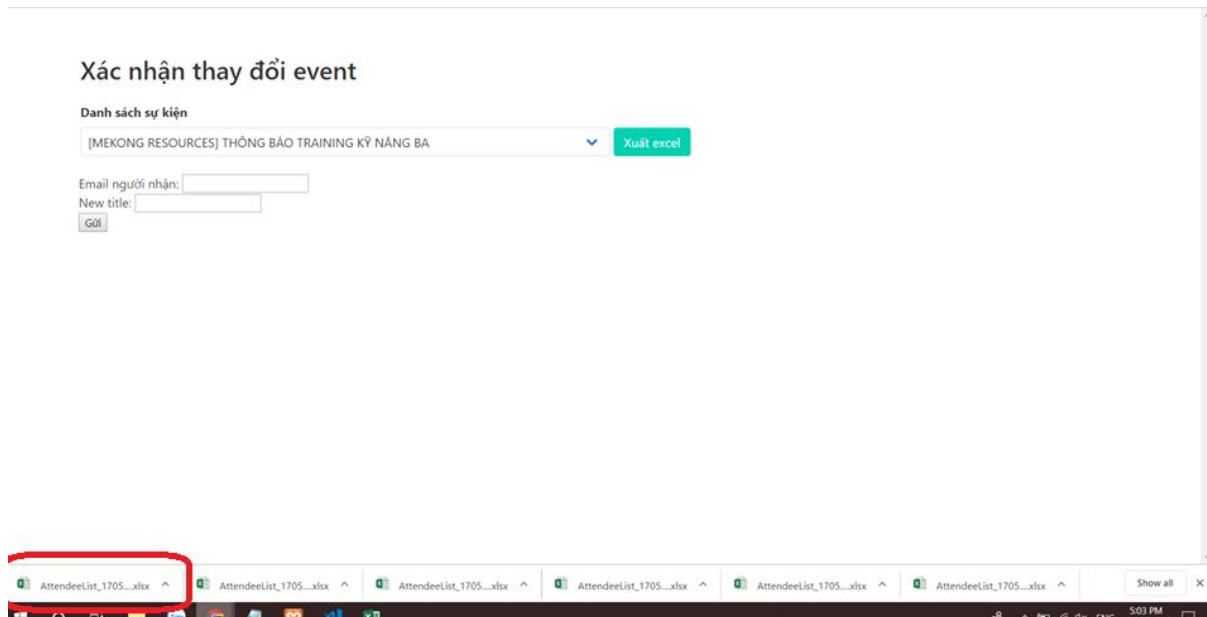 Xác nhận thay đổi event
Danh sách sự kiện
[MEKONG RESOURCES] THÔNG BÁO TRAINING KỸ NĂNG BA
Xuất excel
Email người nhận:
New title:
Gửi
AttendeeList_1705....xlsx AttendeeList_1705....xlsx AttendeeList_1705....xlsx AttendeeList_1705....xlsx AttendeeList_1705....xlsx AttendeeList_1705....xlsx Show all
ENG 5:03 PM